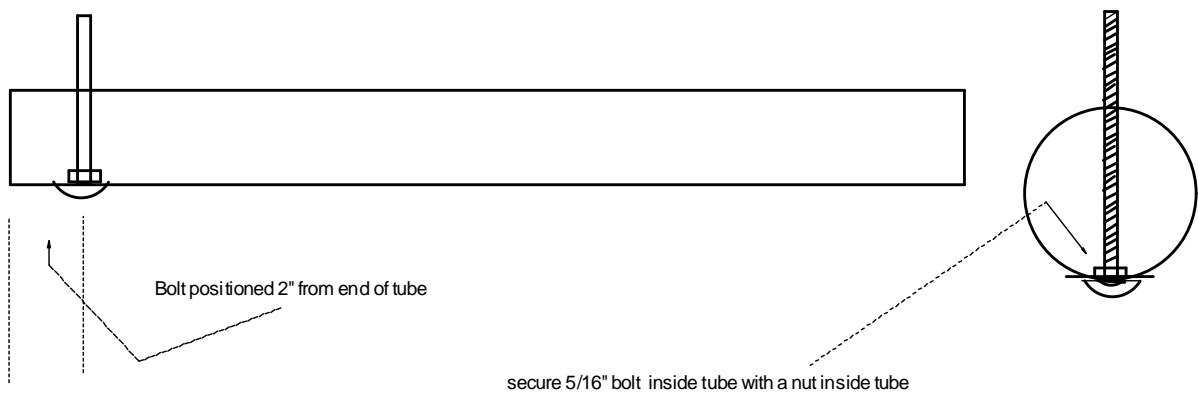 Bolt positioned 2" from end of tube
secure 5/16" bolt inside tube with a nut inside tube